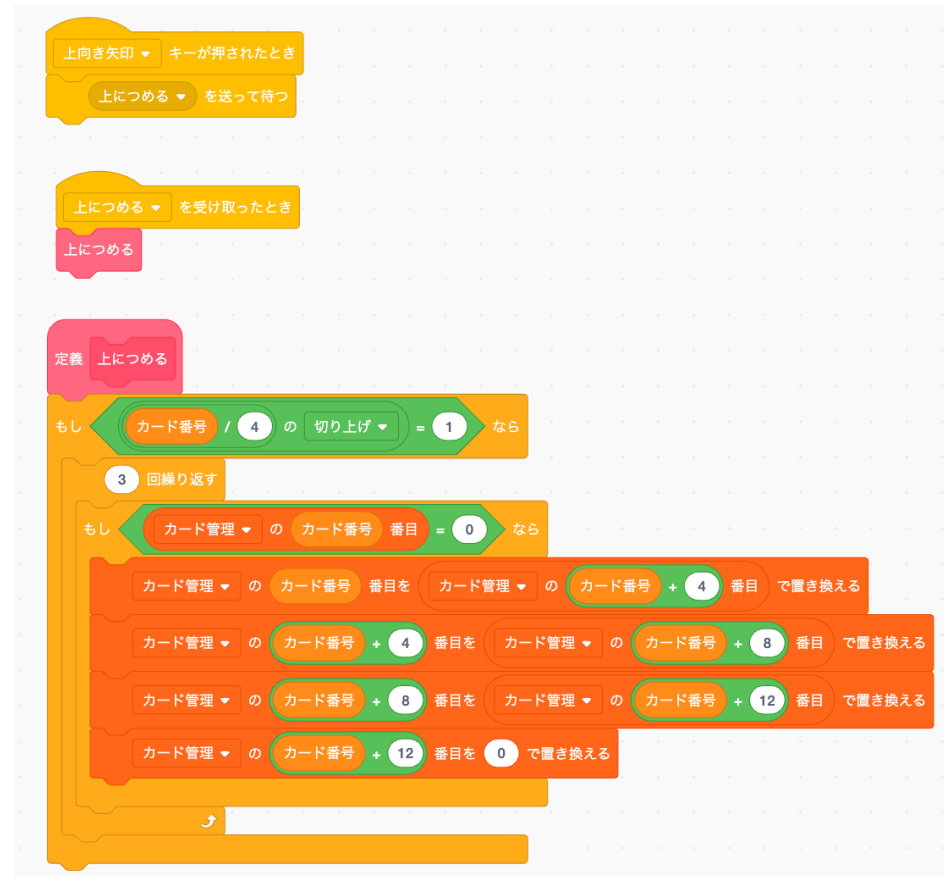 上向き矢印 キーが押されたとき
上につめる を送って待つ
上につめる を受け取ったとき
上につめる
定義 上につめる
もし カード番号 / 4 の 切り上げ = 1 なら
3 回繰り返す
もし カード管理 の カード番号 番目 = 0 なら
カード管理 の カード番号 番目を カード管理 の カード番号 + 4 番目 で置き換える
カード管理 の カード番号 + 4 番目を カード管理 の カード番号 + 8 番目 で置き換える
カード管理 の カード番号 + 8 番目を カード管理 の カード番号 + 12 番目 で置き換える
カード管理 の カード番号 + 12 番目を 0 で置き換える